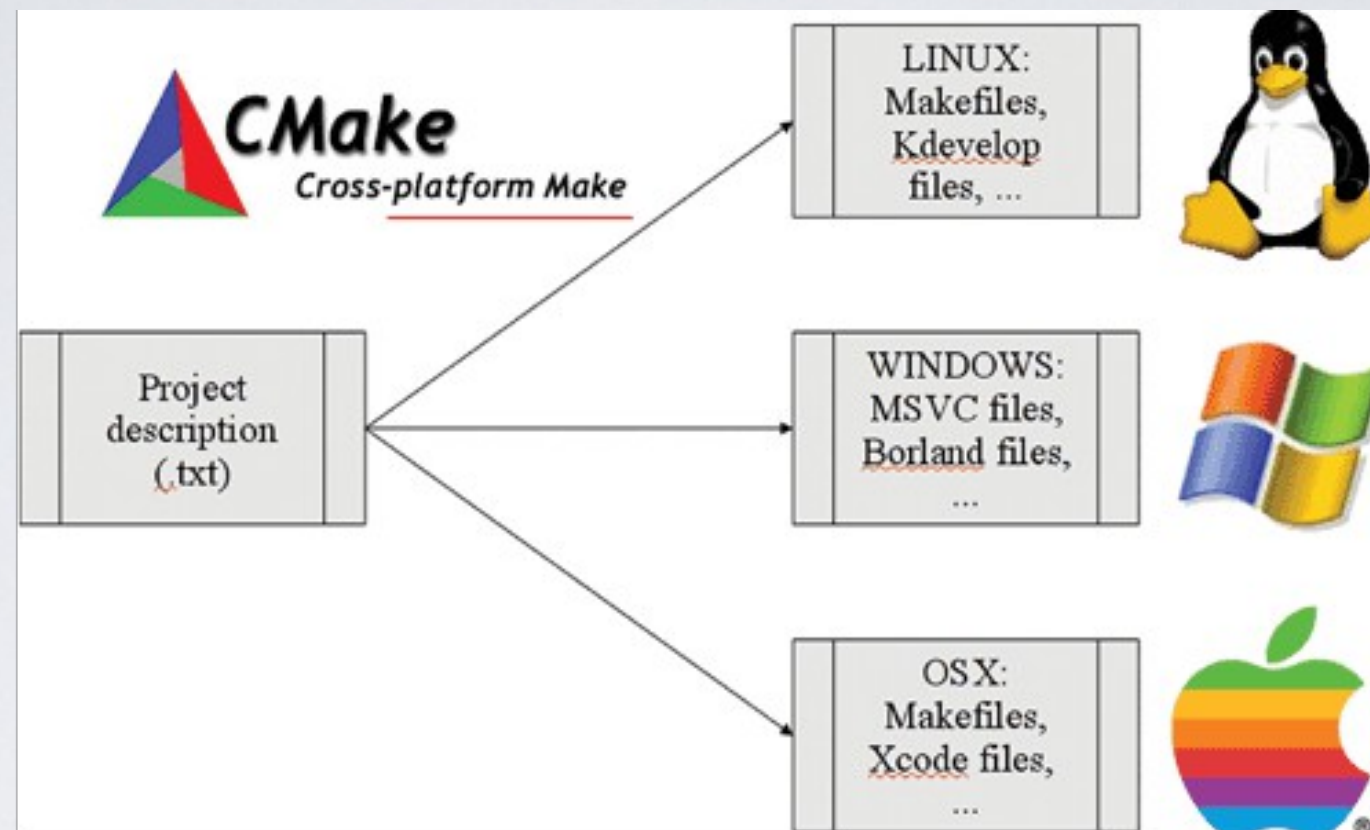 CMake
Cross-platform Make
Project
description
(.txt)
LINUX:
Makefiles,
Kdevelop
files, ...
WINDOWS:
MSVC files,
Borland files,
...
OSX:
Makefiles,
Xcode files,
...